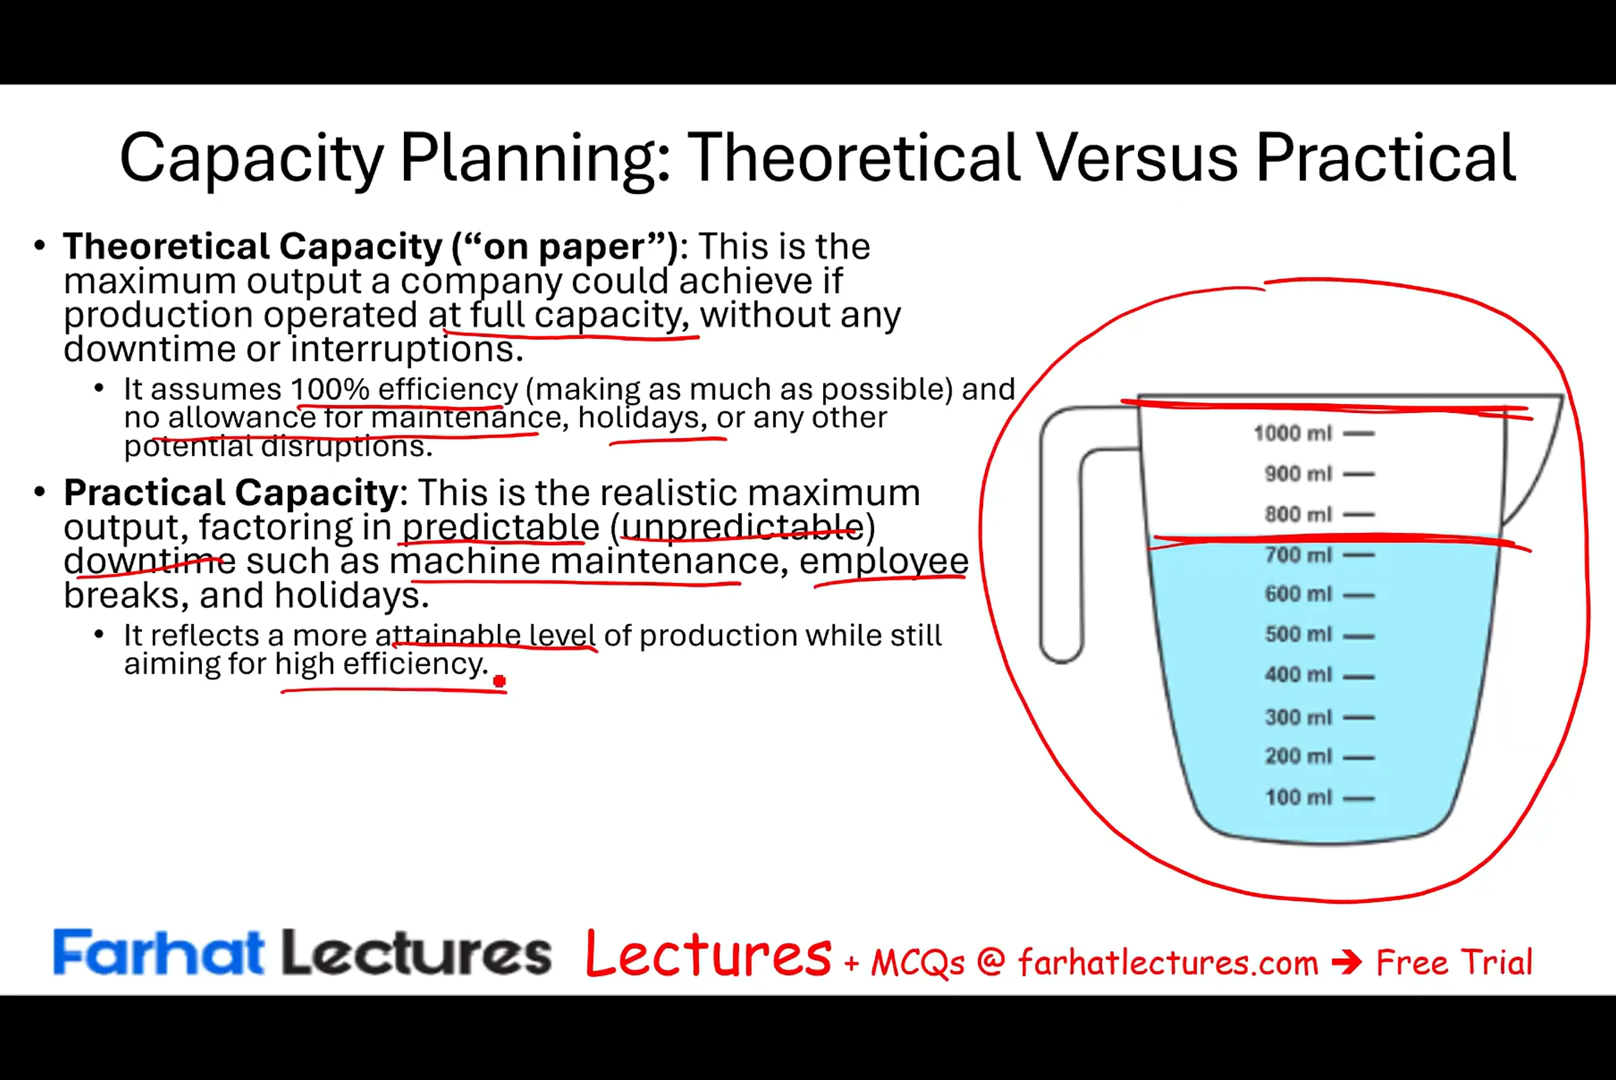 Capacity Planning: Theoretical Versus Practical
• Theoretical Capacity (“on paper”): This is the
maximum output a company could achieve if
production operated at full capacity, without any
downtime or interruptions.
• It assumes 100% efficiency (making as much as possible) and
no allowance for maintenance, holidays, or any other
potential disruptions.
• Practical Capacity: This is the realistic maximum
output, factoring in predictable (unpredictable)
downtime such as machine maintenance, employee
breaks, and holidays.
• It reflects a more attainable level of production while still
aiming for high efficiency.
1000 ml
900 ml
800 ml
700 ml
600 ml
500 ml
400 ml
300 ml
200 ml
100 ml
Farhat Lectures
Lectures + MCQs @ farhatlectures.com → Free Trial